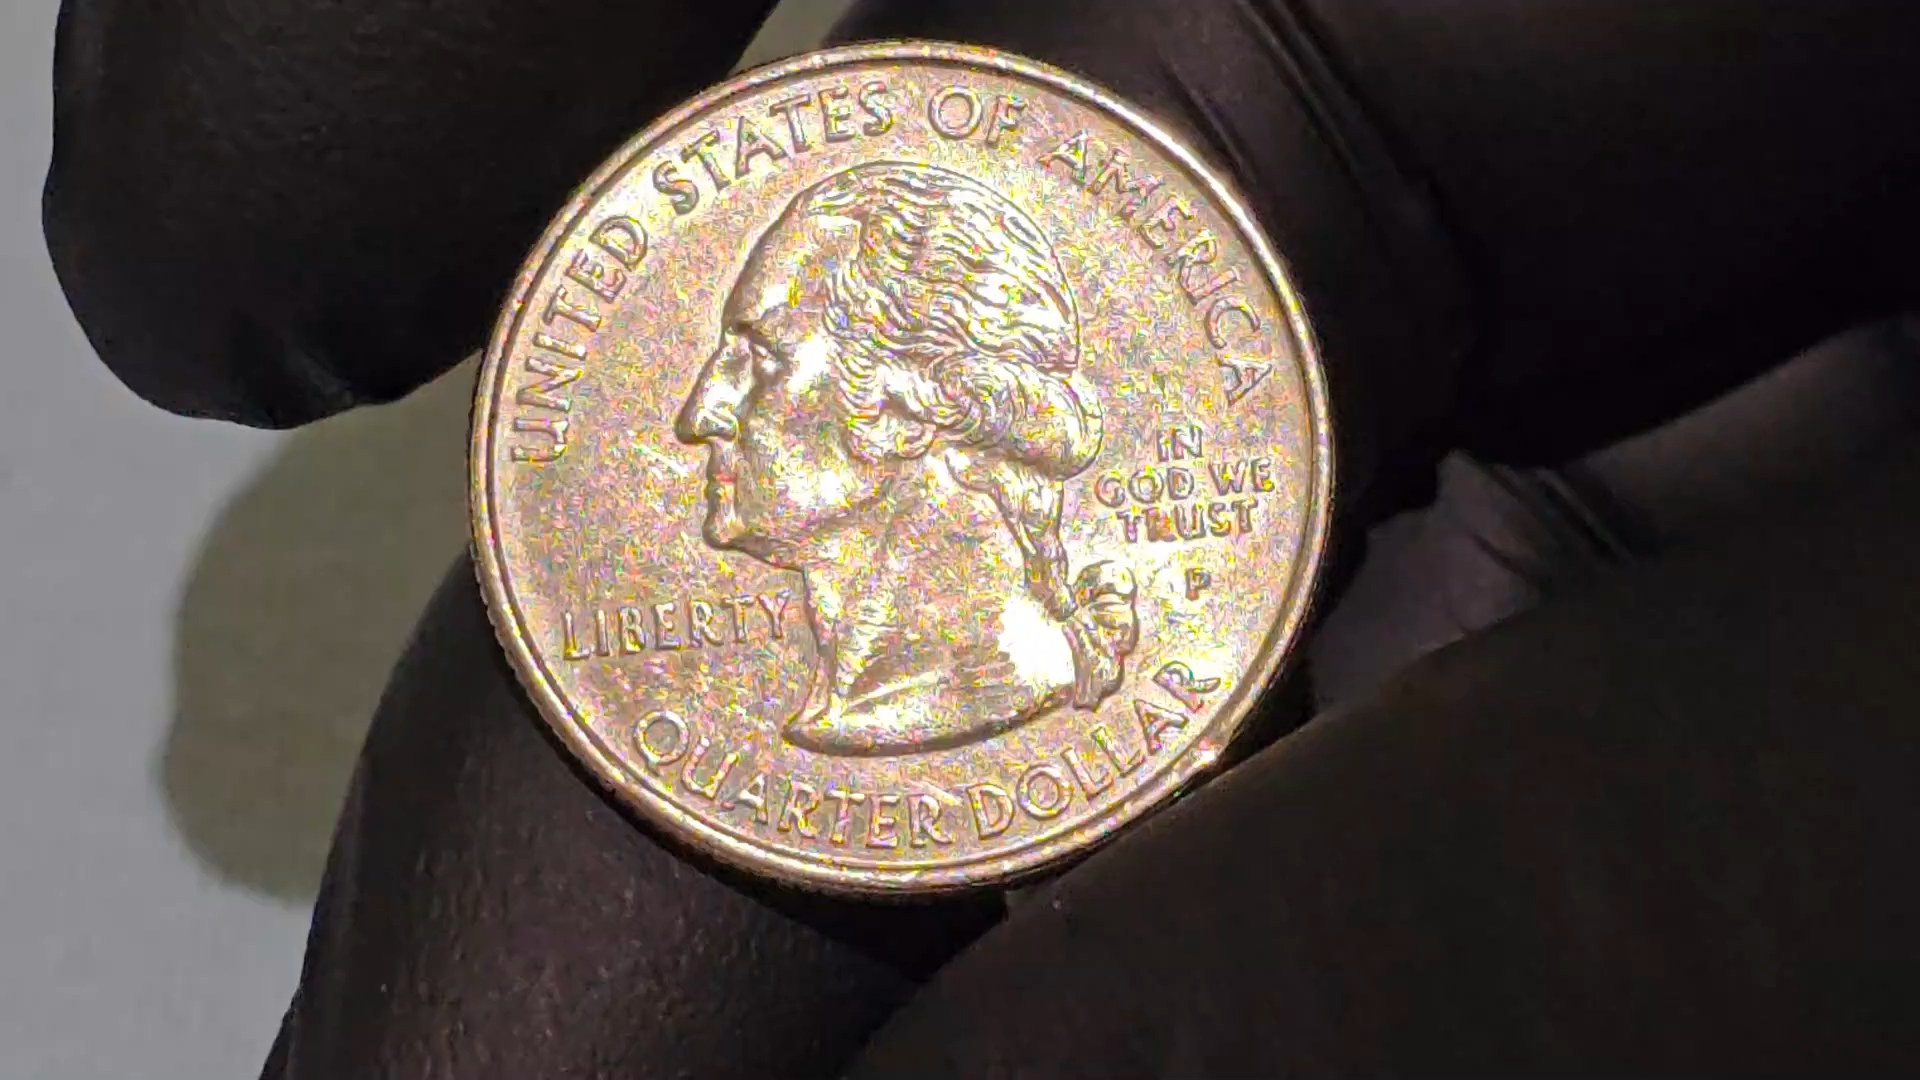 UNITED STATES OF AMERICA
IN
GOD WE
TRUST
P
LIBERTY
QUARTER DOLLAR